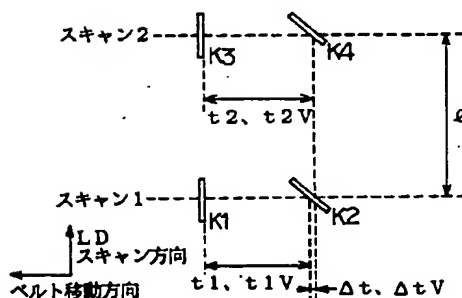 スキャン2
K3
K4
t2、t2V
ℓ
スキャン1
K1
K2
LD
スキャン方向
t1、t1V
Δt、ΔtV
ベルト移動方向